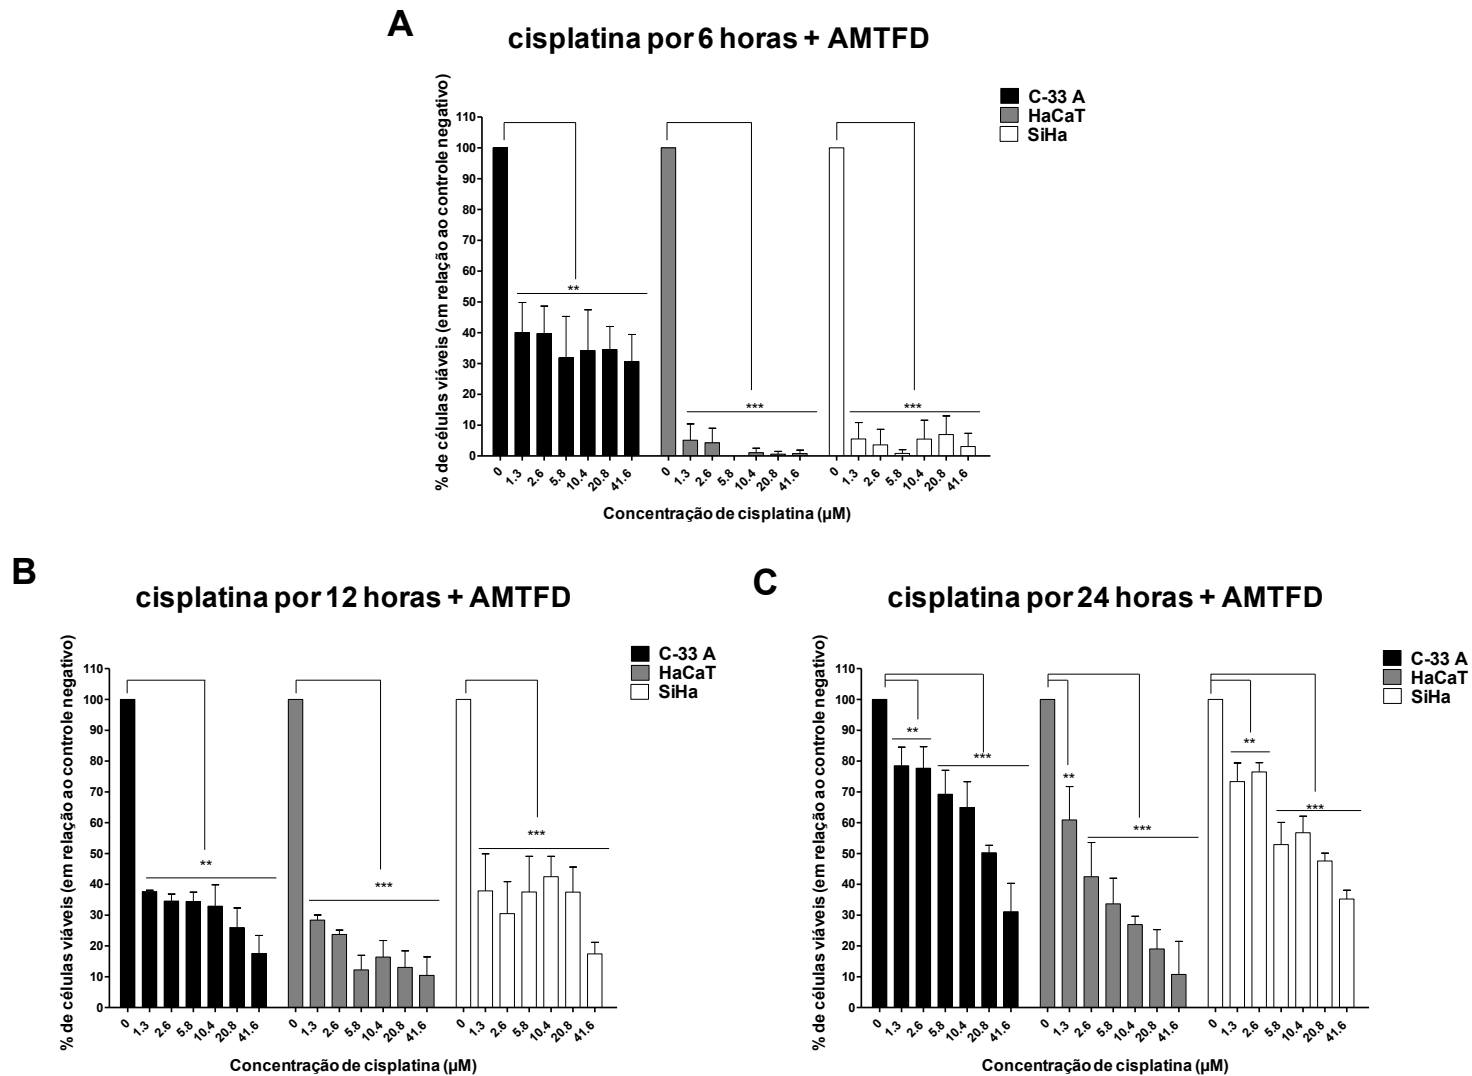 A
cisplatina por 6 horas + AMTFD
% de células viáveis (em relação ao controle negativo)
C-33 A
HaCaT
SiHa
110
100
90
80
70
60
50
40
30
20
10
0
**
***
***
0 1.3 2.6 5.8 10.4 20.8 41.6 0 1.3 2.6 5.8 10.4 20.8 41.6 0 1.3 2.6 5.8 10.4 20.8 41.6
Concentração de cisplatina (µM)
B
cisplatina por 12 horas + AMTFD
% de células viáveis (em relação ao controle negativo)
C-33 A
HaCaT
SiHa
110
100
90
80
70
60
50
40
30
20
10
0
**
***
***
0 1.3 2.6 5.8 10.4 20.8 41.6 0 1.3 2.6 5.8 10.4 20.8 41.6 0 1.3 2.6 5.8 10.4 20.8 41.6
Concentração de cisplatina (µM)
C
cisplatina por 24 horas + AMTFD
% de células viáveis (em relação ao controle negativo)
C-33 A
HaCaT
SiHa
110
100
90
80
70
60
50
40
30
20
10
0
**
***
**
***
**
***
0 1.3 2.6 5.8 10.4 20.8 41.6 0 1.3 2.6 5.8 10.4 20.8 41.6 0 1.3 2.6 5.8 10.4 20.8 41.6
Concentração de cisplatina (µM)